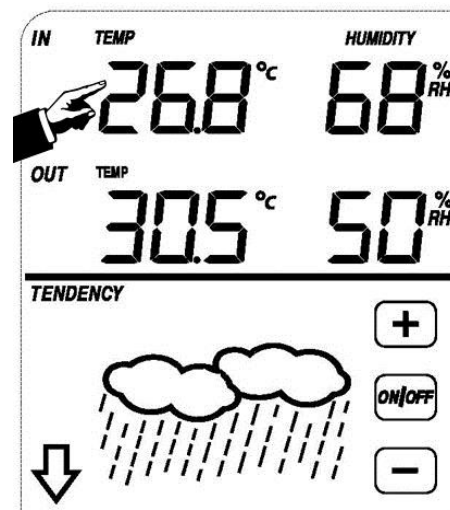 IN TEMP HUMIDITY
26.8 °C 68 % RH
OUT TEMP
30.5 °C 50 % RH
TENDENCY
+
ON/OFF
−